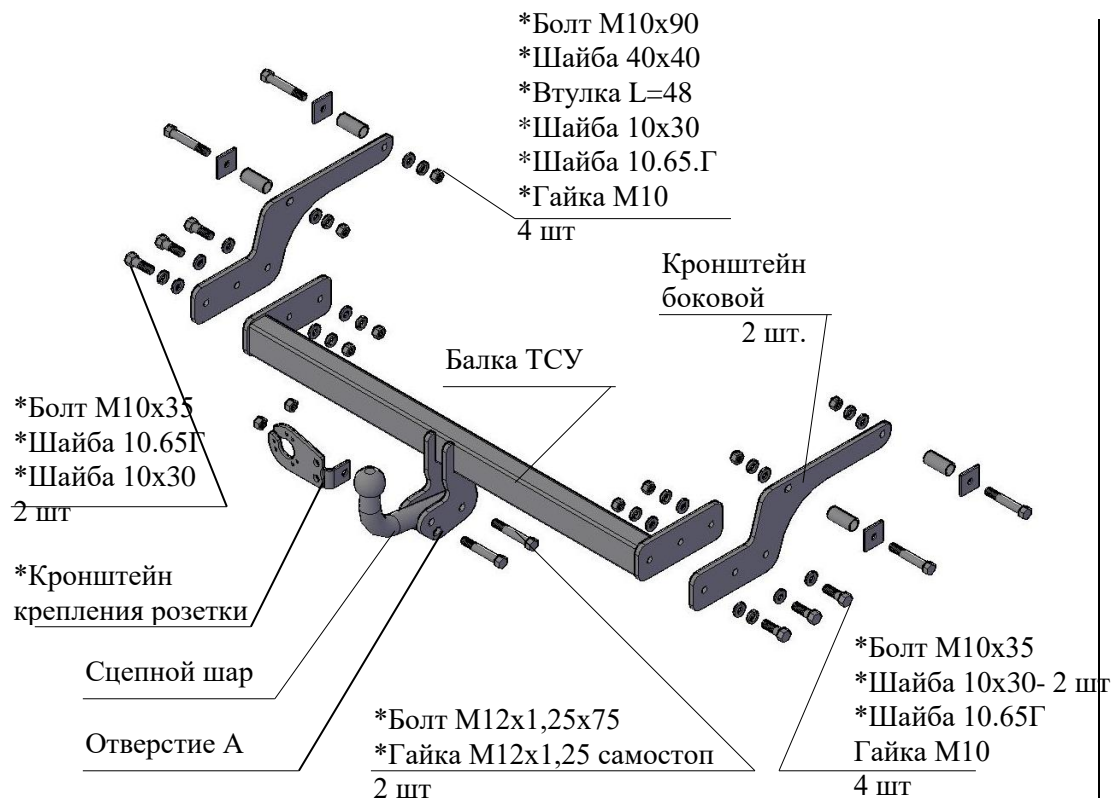 *Болт М10х90
*Шайба 40х40
*Втулка L=48
*Шайба 10х30
*Шайба 10.65.Г
*Гайка М10
4 шт
Кронштейн
боковой
2 шт.
Балка ТСУ
*Болт М10х35
*Шайба 10.65Г
*Шайба 10х30
2 шт
*Кронштейн
крепления розетки
Сцепной шар
Отверстие А
*Болт М12х1,25х75
*Гайка М12х1,25 самостоп
2 шт
*Болт М10х35
*Шайба 10х30- 2 шт
*Шайба 10.65Г
Гайка М10
4 шт